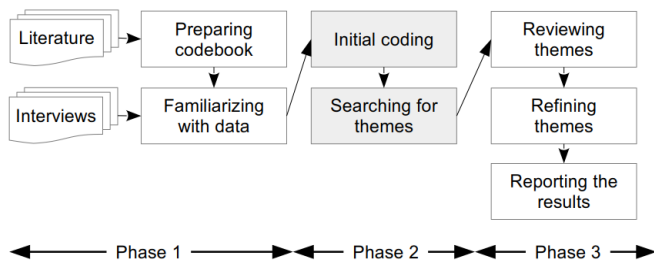 Literature
Preparing
codebook
Initial coding
Reviewing
themes
Interviews
Familiarizing
with data
Searching for
themes
Refining
themes
Reporting the
results
Phase 1
Phase 2
Phase 3